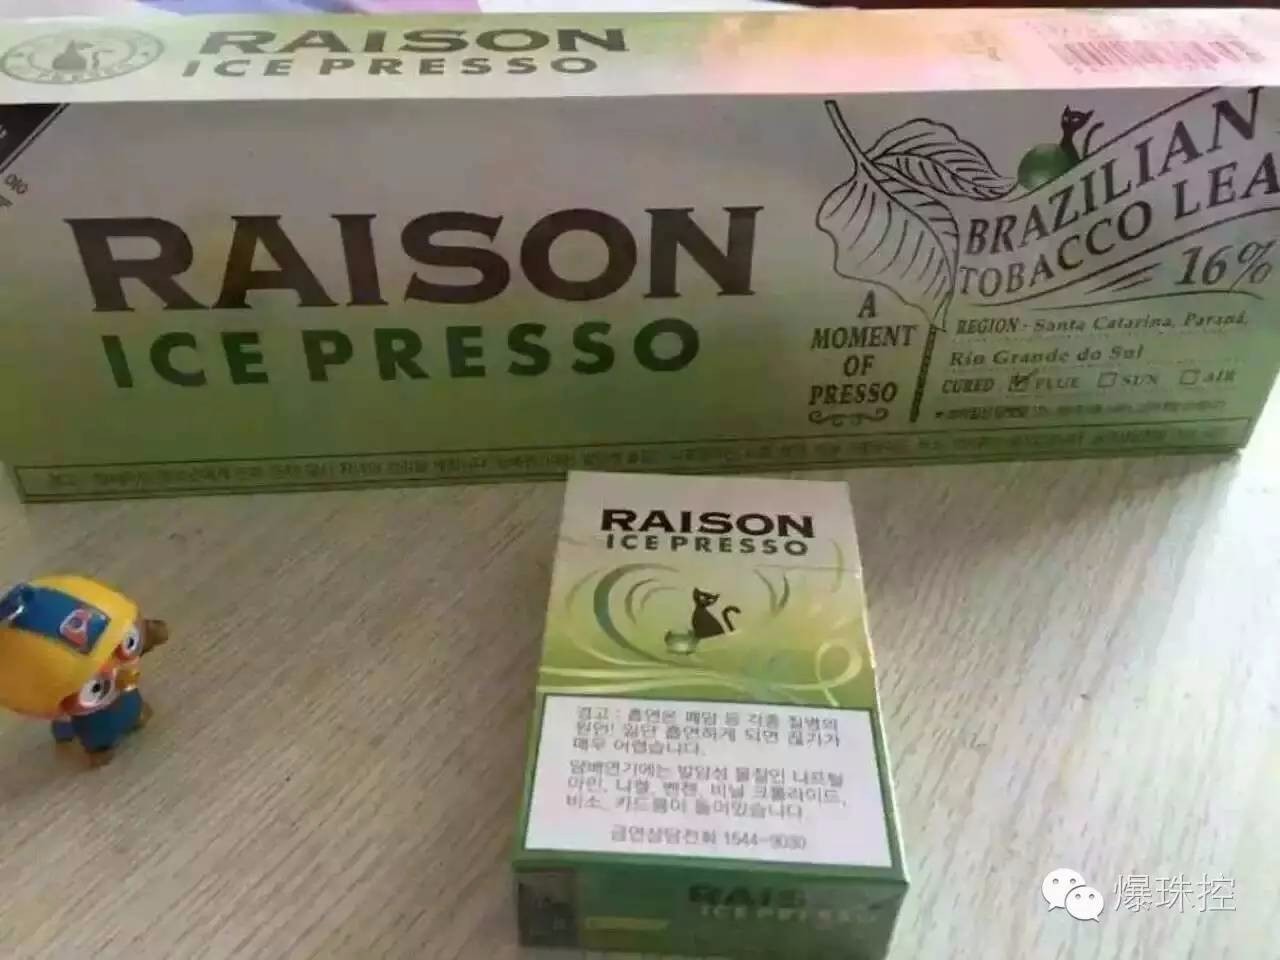 RAISON
ICE PRESSO
RAISON
ICE PRESSO
BRAZILIAN
TOBACCO LEA
16%
A
MOMENT
OF
PRESSO
REGION - Santa Catarina, Paraná,
Rio Grande do Sul
CURED FLUE SUN AIR
RAISON
ICE PRESSO
경고 : 흡연은 폐암 등 각종 질병의
원인! 일단 흡연하게 되면 끊기가
매우 어렵습니다.
담배연기에는 발암성 물질인 나프틸
아민, 니켈, 벤젠, 비닐 크롤라이드,
비소, 카드뮴이 들어있습니다.
금연상담전화 1544-9030
RAIS
ICE PRESSO
爆珠控